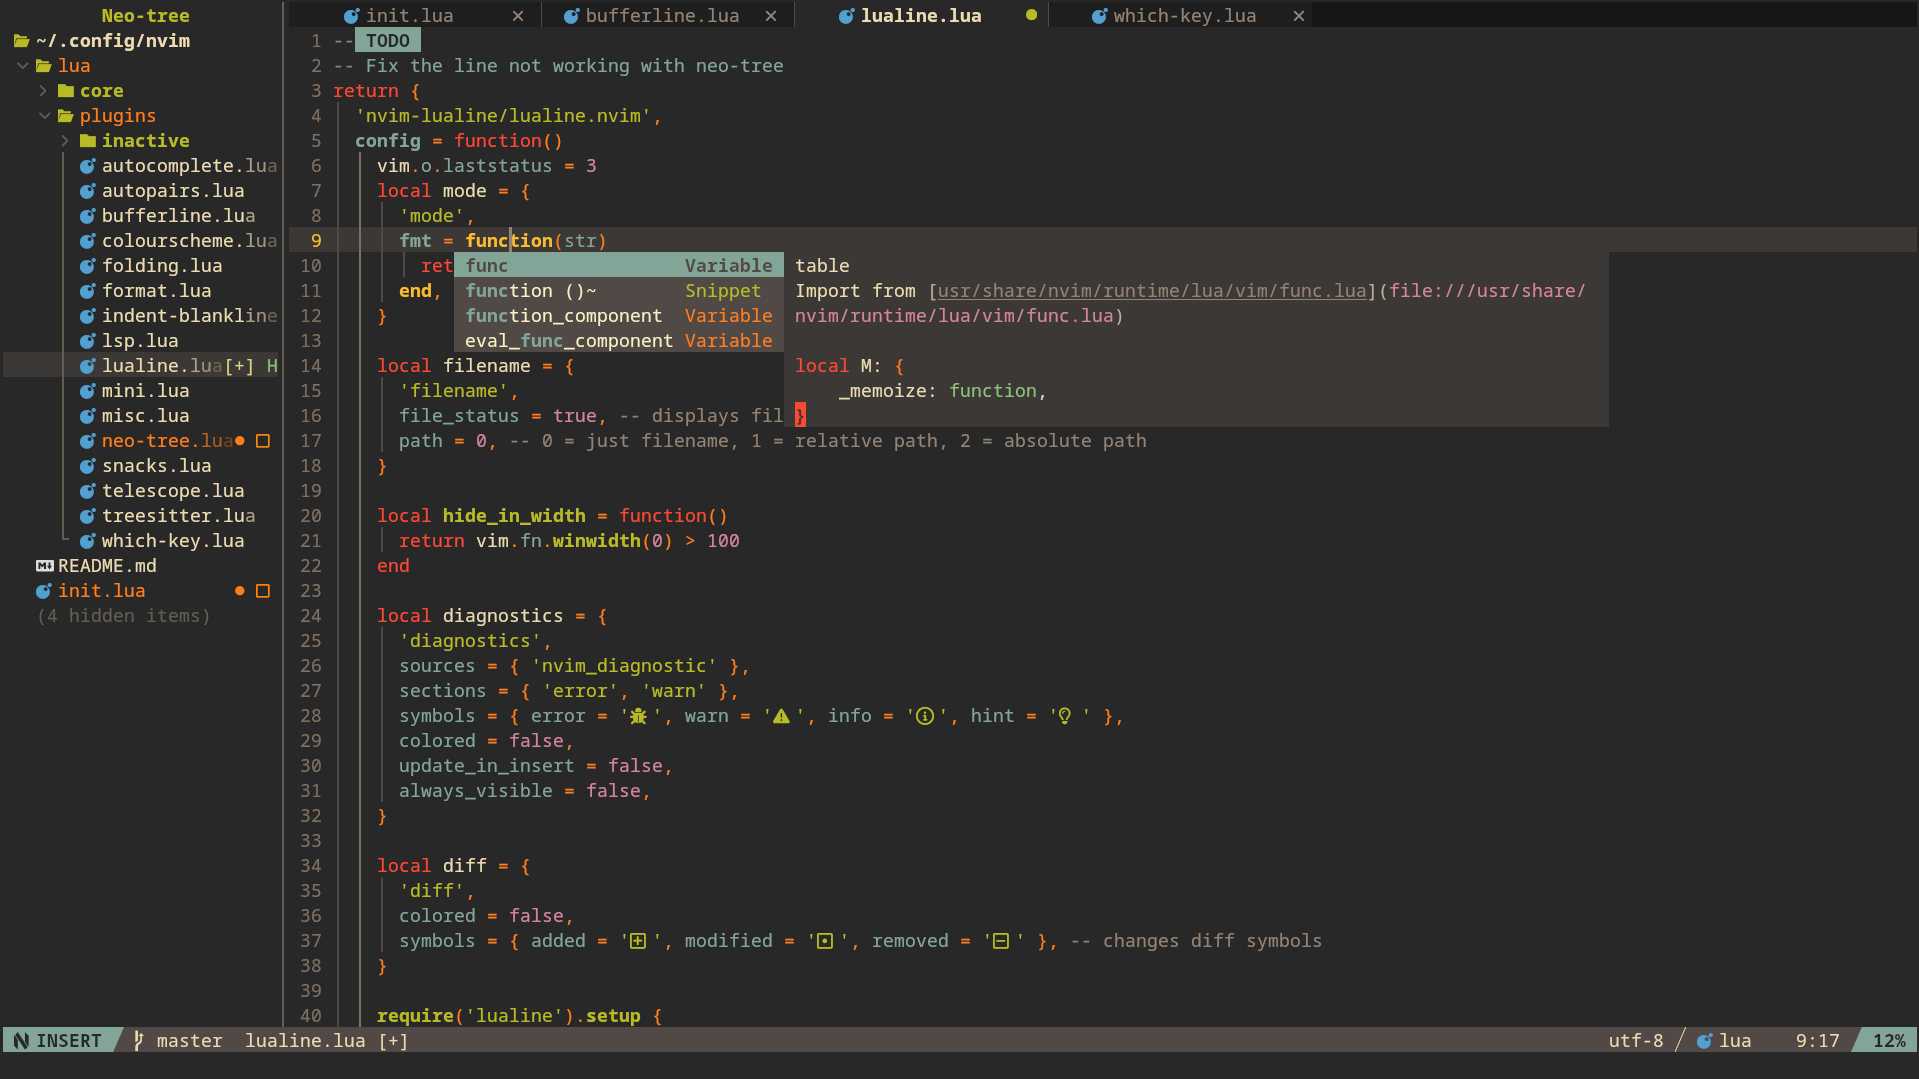 Neo-tree
~/.config/nvim
lua
core
plugins
inactive
autocomplete.lua
autopairs.lua
bufferline.lua
colourscheme.lua
folding.lua
format.lua
indent-blankline
lsp.lua
lualine.lua[+] H
mini.lua
misc.lua
neo-tree.lua
snacks.lua
telescope.lua
treesitter.lua
which-key.lua
README.md
init.lua
(4 hidden items)
init.lua × bufferline.lua × lualine.lua ● which-key.lua ×
1 -- TODO
2 -- Fix the line not working with neo-tree
3 return {
4 'nvim-lualine/lualine.nvim',
5 config = function()
6 vim.o.laststatus = 3
7 local mode = {
8 'mode',
9 fmt = function(str)
10 ret
11 end,
12 }
13
14 local filename = {
15 'filename',
16 file_status = true, -- displays fil
17 path = 0, -- 0 = just filename, 1 = relative path, 2 = absolute path
18 }
19
20 local hide_in_width = function()
21 return vim.fn.winwidth(0) > 100
22 end
23
24 local diagnostics = {
25 'diagnostics',
26 sources = { 'nvim_diagnostic' },
27 sections = { 'error', 'warn' },
28 symbols = { error = ' ', warn = ' ', info = ' ', hint = ' ' },
29 colored = false,
30 update_in_insert = false,
31 always_visible = false,
32 }
33
34 local diff = {
35 'diff',
36 colored = false,
37 symbols = { added = ' ', modified = ' ', removed = ' ' }, -- changes diff symbols
38 }
39
40 require('lualine').setup {
func Variable
function ()~ Snippet
function_component Variable
eval_func_component Variable
table
Import from [usr/share/nvim/runtime/lua/vim/func.lua](file:///usr/share/
nvim/runtime/lua/vim/func.lua)
local M: {
_memoize: function,
}
INSERT master lualine.lua [+] utf-8 lua 9:17 12%